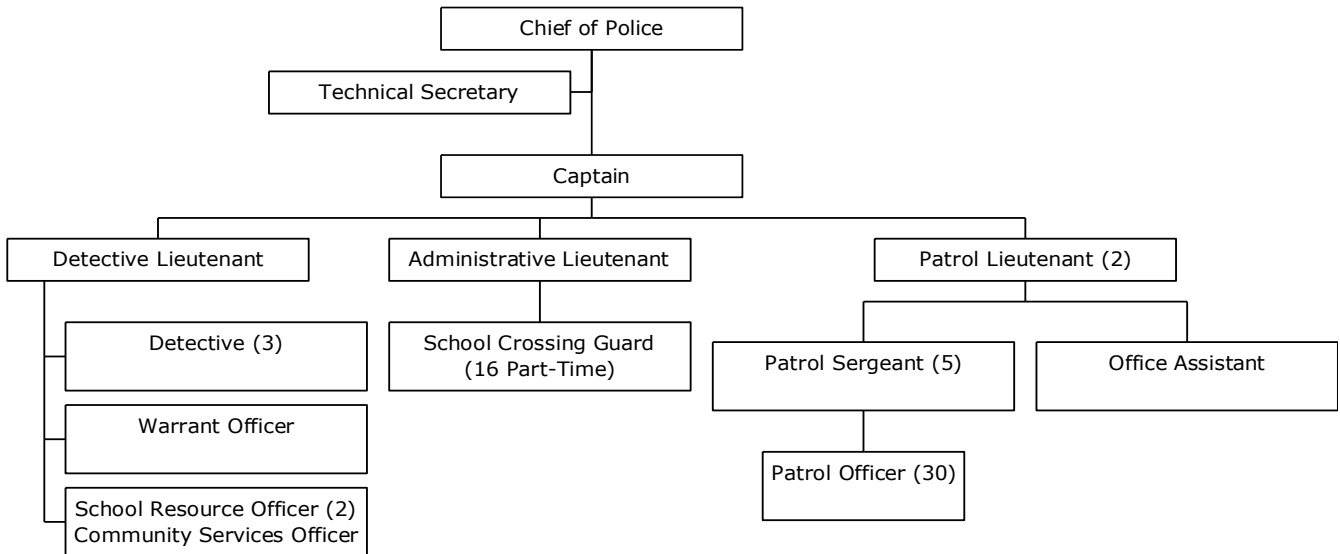 Chief of Police
Technical Secretary
Captain
Detective Lieutenant
Administrative Lieutenant
Patrol Lieutenant (2)
Detective (3)
School Crossing Guard
(16 Part-Time)
Patrol Sergeant (5)
Office Assistant
Warrant Officer
Patrol Officer (30)
School Resource Officer (2)
Community Services Officer